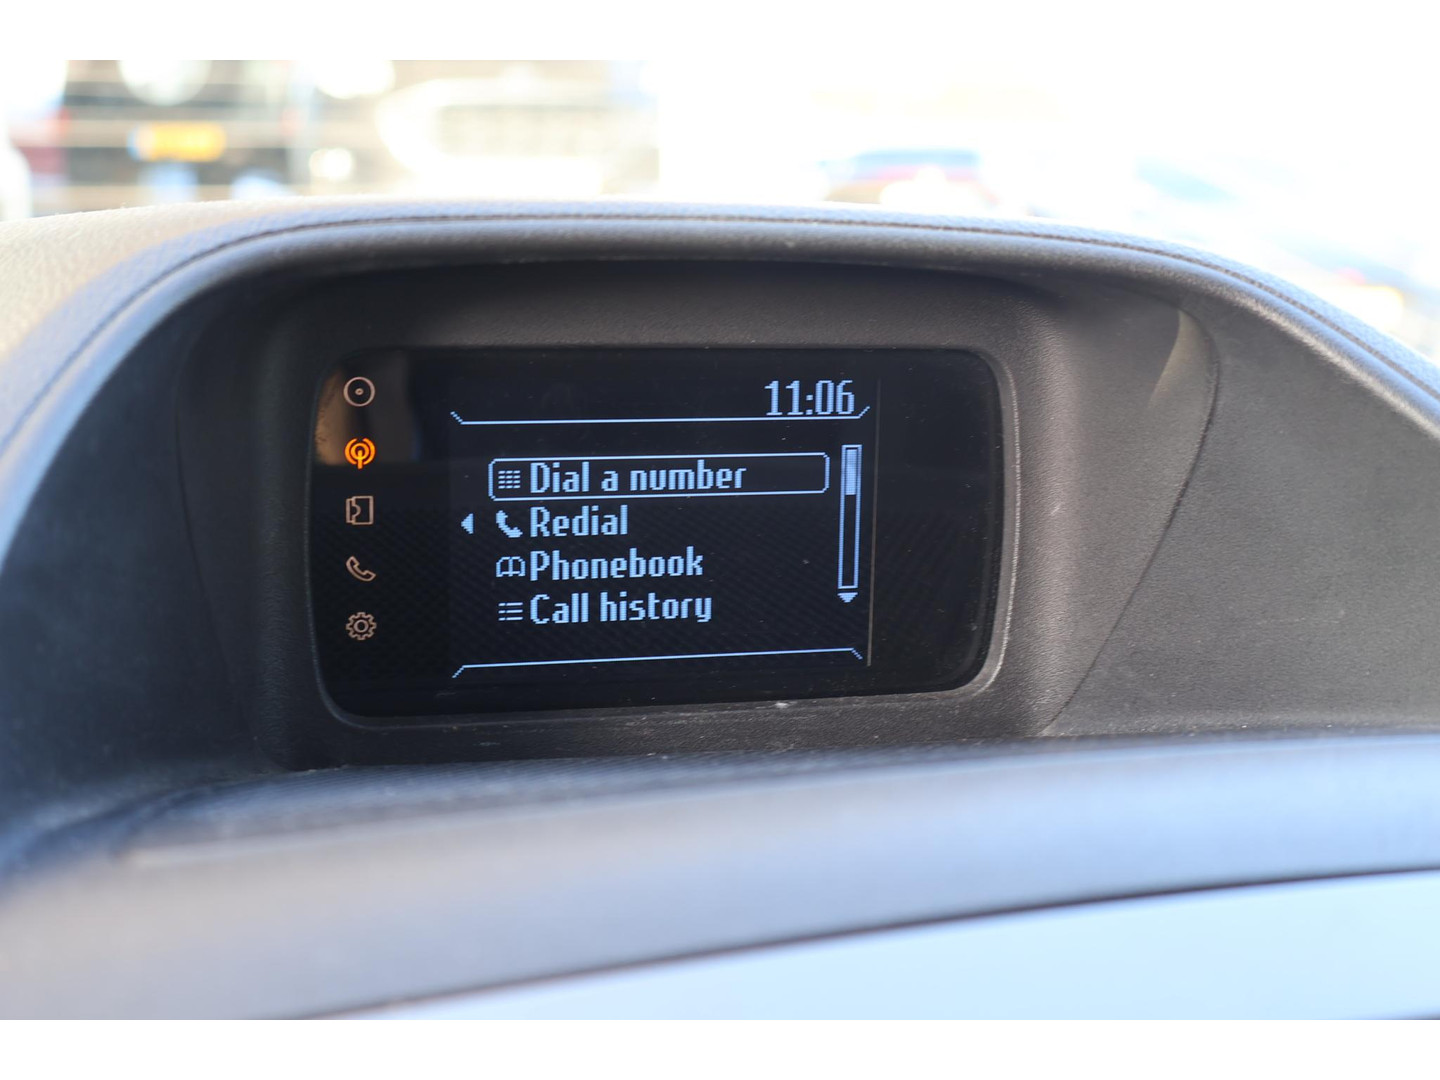 11:06
Dial a number
Redial
Phonebook
Call history